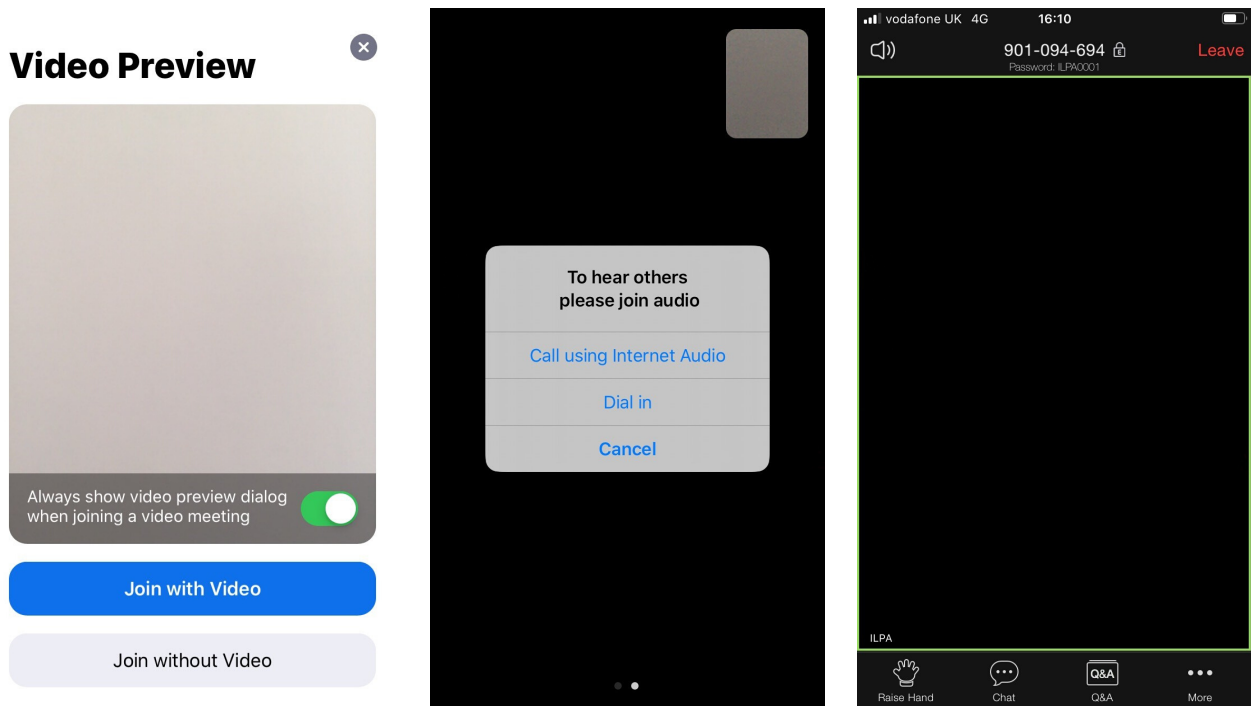 Video Preview
Always show video preview dialog
when joining a video meeting
Join with Video
Join without Video
To hear others
please join audio
Call using Internet Audio
Dial in
Cancel
vodafone UK 4G 16:10
901-094-694 Leave
Password: ILPA0001
ILPA
Q&A
Raise Hand Chat Q&A More